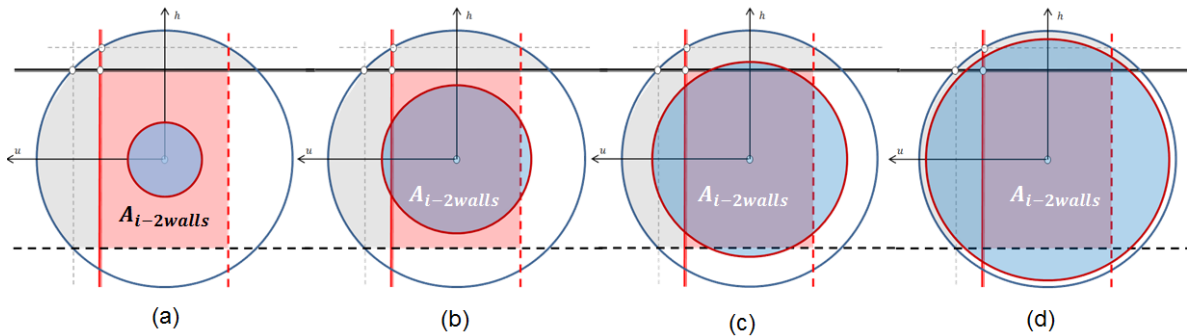 h h h h
u u u u
A_{i-2walls} A_{i-2walls} A_{i-2walls} A_{i-2walls}
(a) (b) (c) (d)